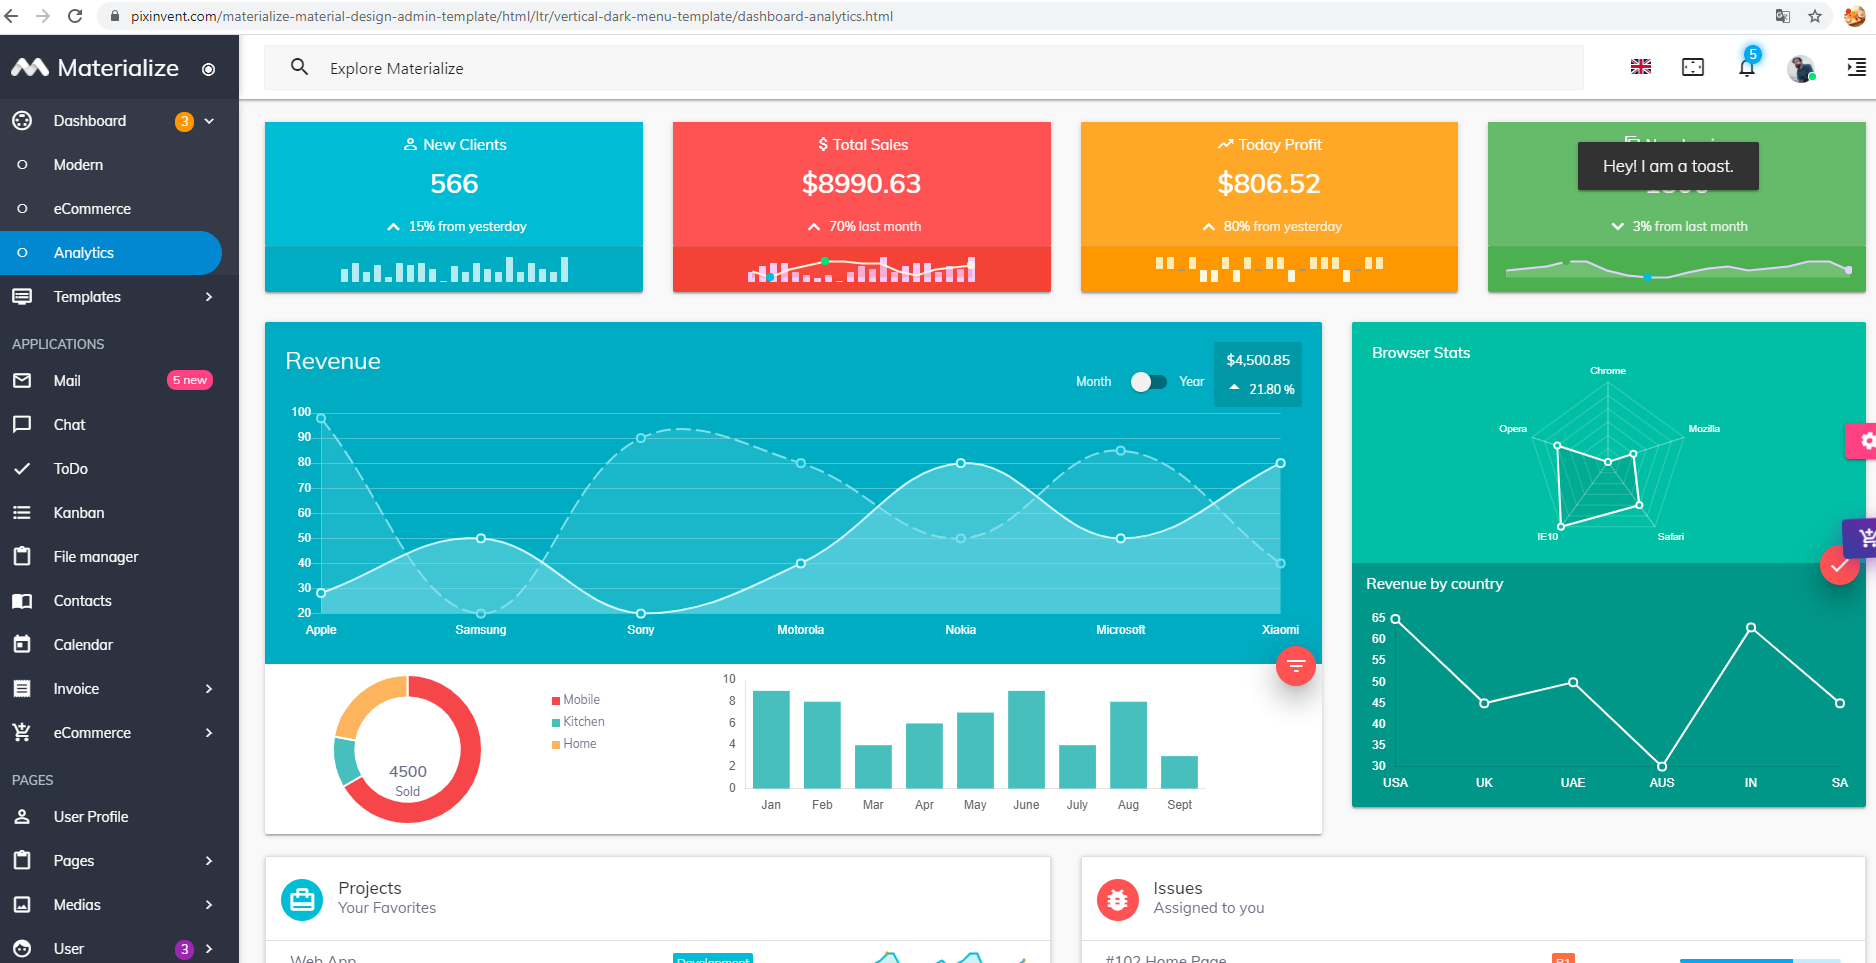 pixinvent.com/materialize-material-design-admin-template/html/ltr/vertical-dark-menu-template/dashboard-analytics.html
Materialize
Explore Materialize
5
Dashboard 3
Modern
eCommerce
Analytics
Templates
APPLICATIONS
Mail 5 new
Chat
ToDo
Kanban
File manager
Contacts
Calendar
Invoice
eCommerce
PAGES
User Profile
Pages
Medias
User 3
New Clients
566
15% from yesterday
$ Total Sales
$8990.63
70% last month
Today Profit
$806.52
80% from yesterday
Hey! I am a toast.
3% from last month
Revenue
Month Year
$4,500.85
21.80 %
100
90
80
70
60
50
40
30
20
Apple Samsung Sony Motorola Nokia Microsoft Xiaomi
4500
Sold
Mobile
Kitchen
Home
10
8
6
4
2
0
Jan Feb Mar Apr May June July Aug Sept
Browser Stats
Chrome
Opera
Mozilla
IE10
Safari
Revenue by country
65
60
55
50
45
40
35
30
USA UK UAE AUS IN SA
Projects
Your Favorites
Web App Development
Issues
Assigned to you
#102 Home Page